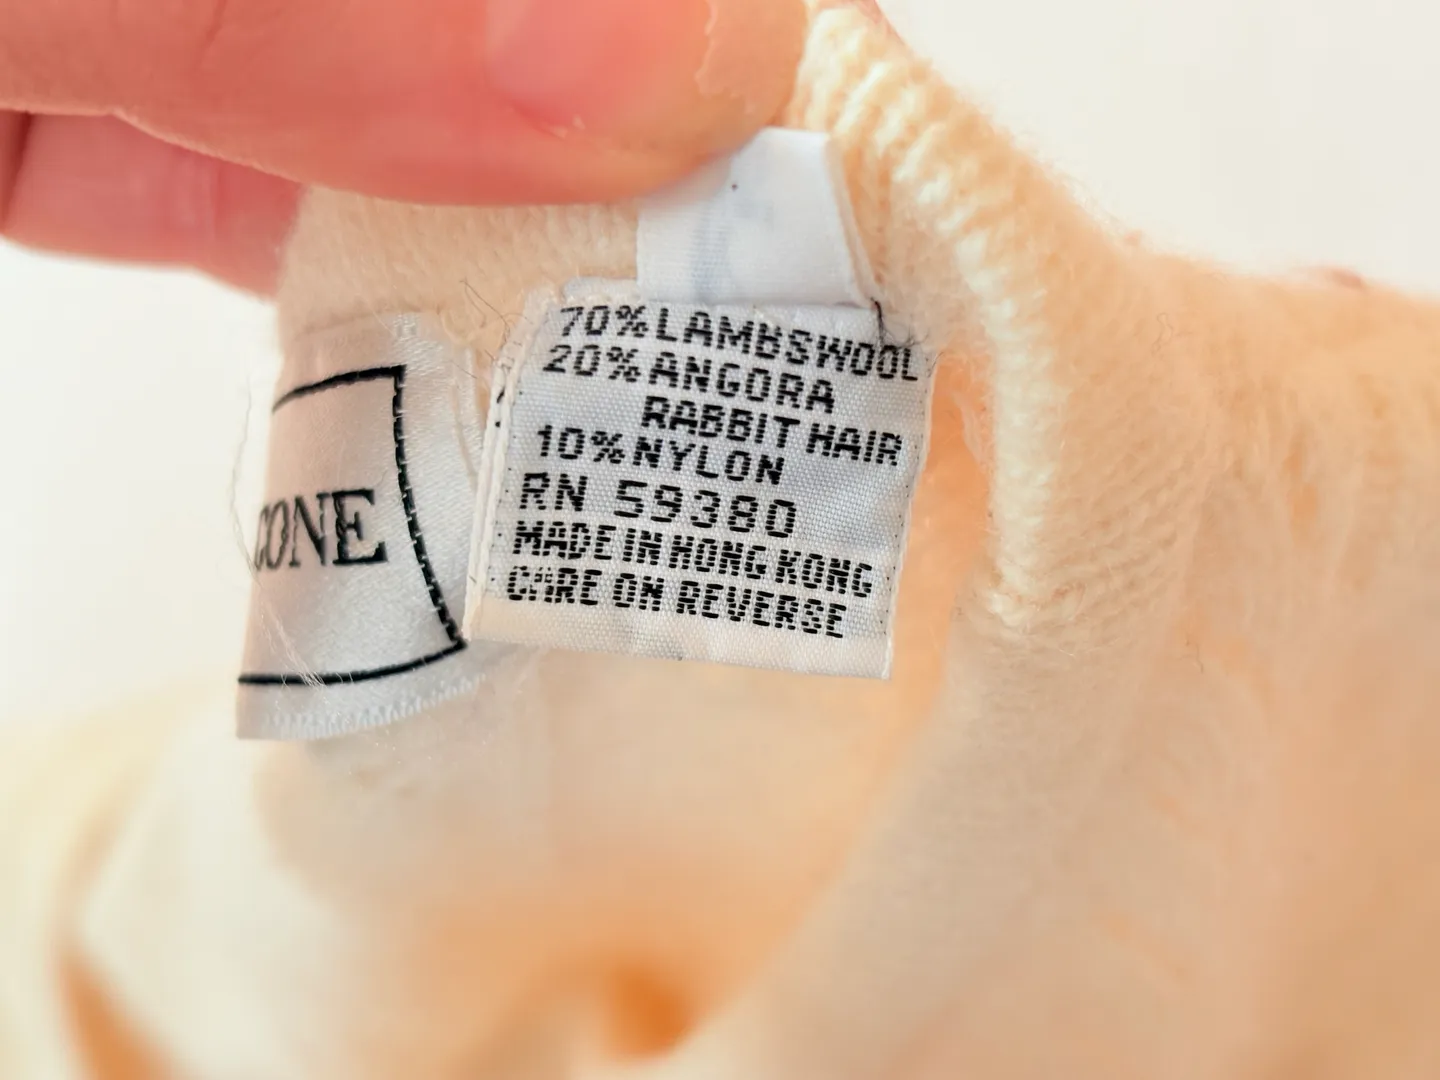 70% LAMBSWOOL
20% ANGORA
RABBIT HAIR
10% NYLON
RN 59380
MADE IN HONG KONG
CARE ON REVERSE
CONE